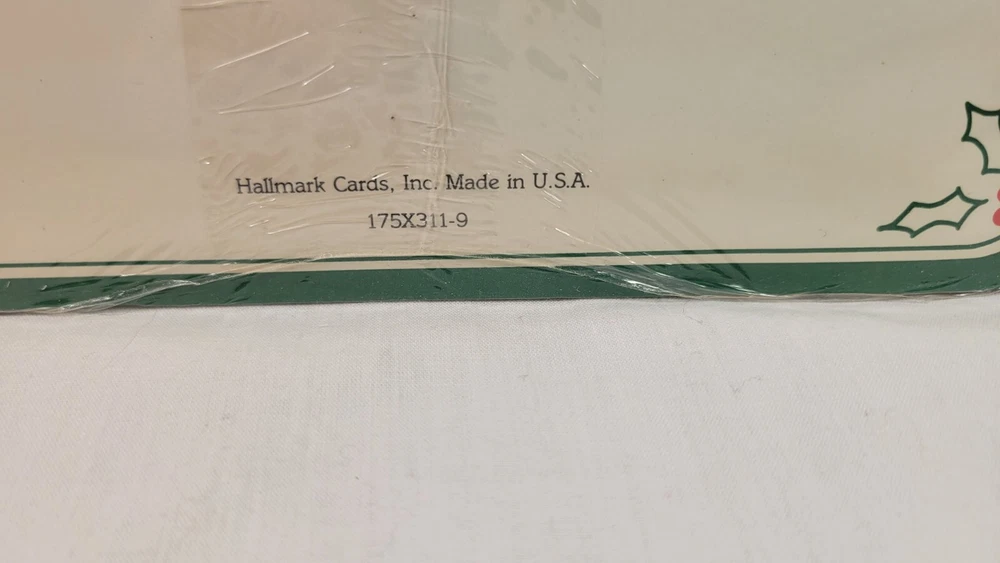 Hallmark Cards, Inc. Made in U.S.A.
175X311-9